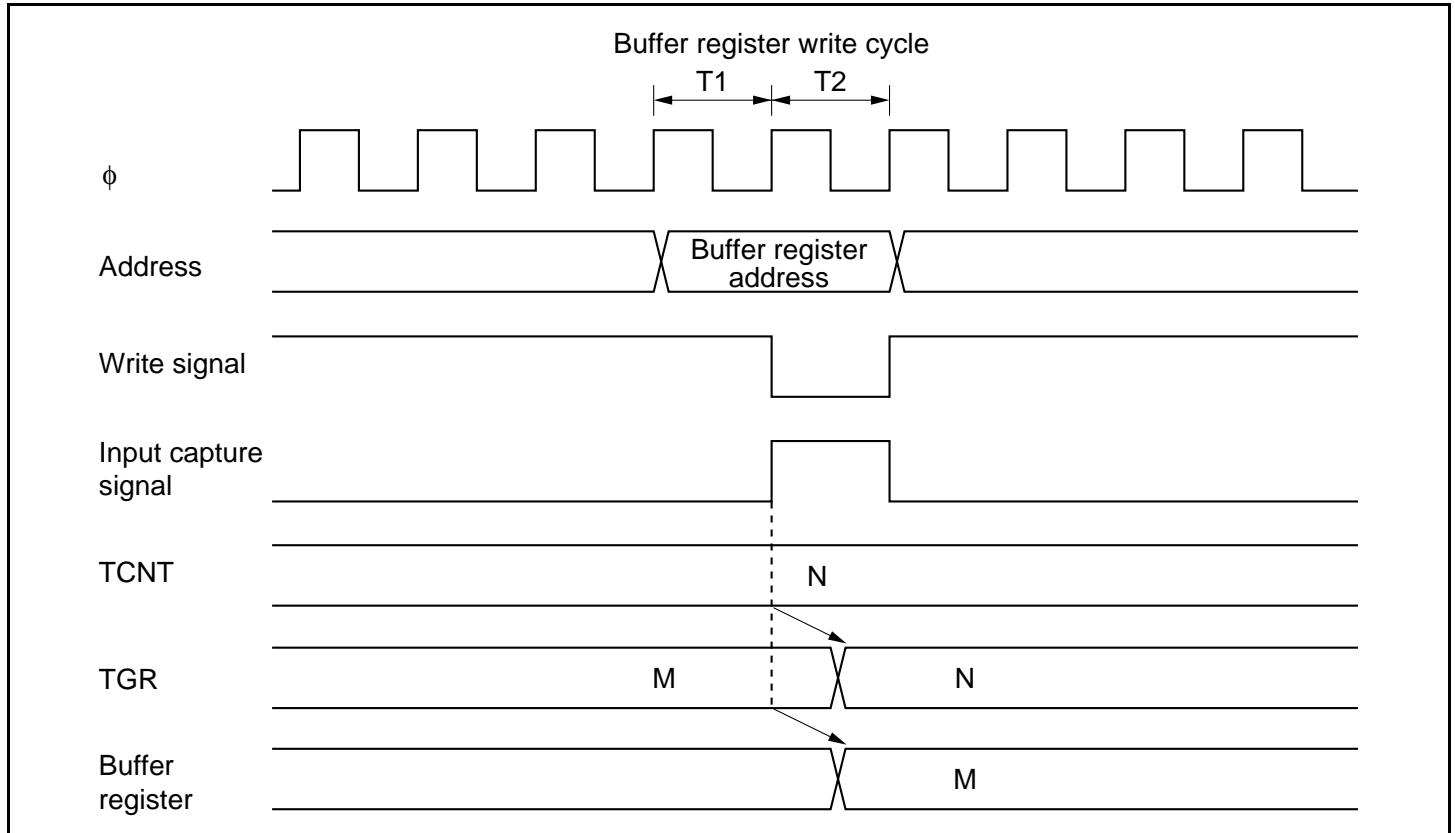 Buffer register write cycle
T1 T2
ϕ
Address
Buffer register
address
Write signal
Input capture
signal
TCNT
N
TGR
M N
Buffer
register
M